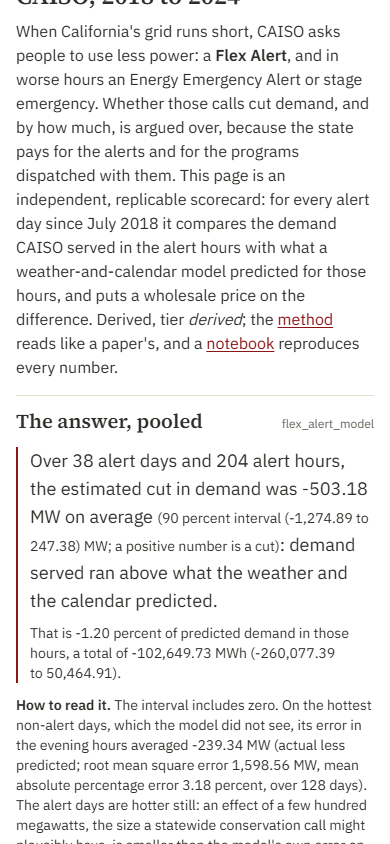 When California's grid runs short, CAISO asks
people to use less power: a Flex Alert, and in
worse hours an Energy Emergency Alert or stage
emergency. Whether those calls cut demand, and
by how much, is argued over, because the state
pays for the alerts and for the programs
dispatched with them. This page is an
independent, replicable scorecard: for every alert
day since July 2018 it compares the demand
CAISO served in the alert hours with what a
weather-and-calendar model predicted for those
hours, and puts a wholesale price on the
difference. Derived, tier derived; the method
reads like a paper's, and a notebook reproduces
every number.
The answer, pooled
flex_alert_model
Over 38 alert days and 204 alert hours,
the estimated cut in demand was -503.18
MW on average (90 percent interval (-1,274.89 to
247.38) MW; a positive number is a cut): demand
served ran above what the weather and
the calendar predicted.
That is -1.20 percent of predicted demand in those
hours, a total of -102,649.73 MWh (-260,077.39
to 50,464.91).
How to read it. The interval includes zero. On the hottest
non-alert days, which the model did not see, its error in
the evening hours averaged -239.34 MW (actual less
predicted; root mean square error 1,598.56 MW, mean
absolute percentage error 3.18 percent, over 128 days).
The alert days are hotter still: an effect of a few hundred
megawatts, the size a statewide conservation call might